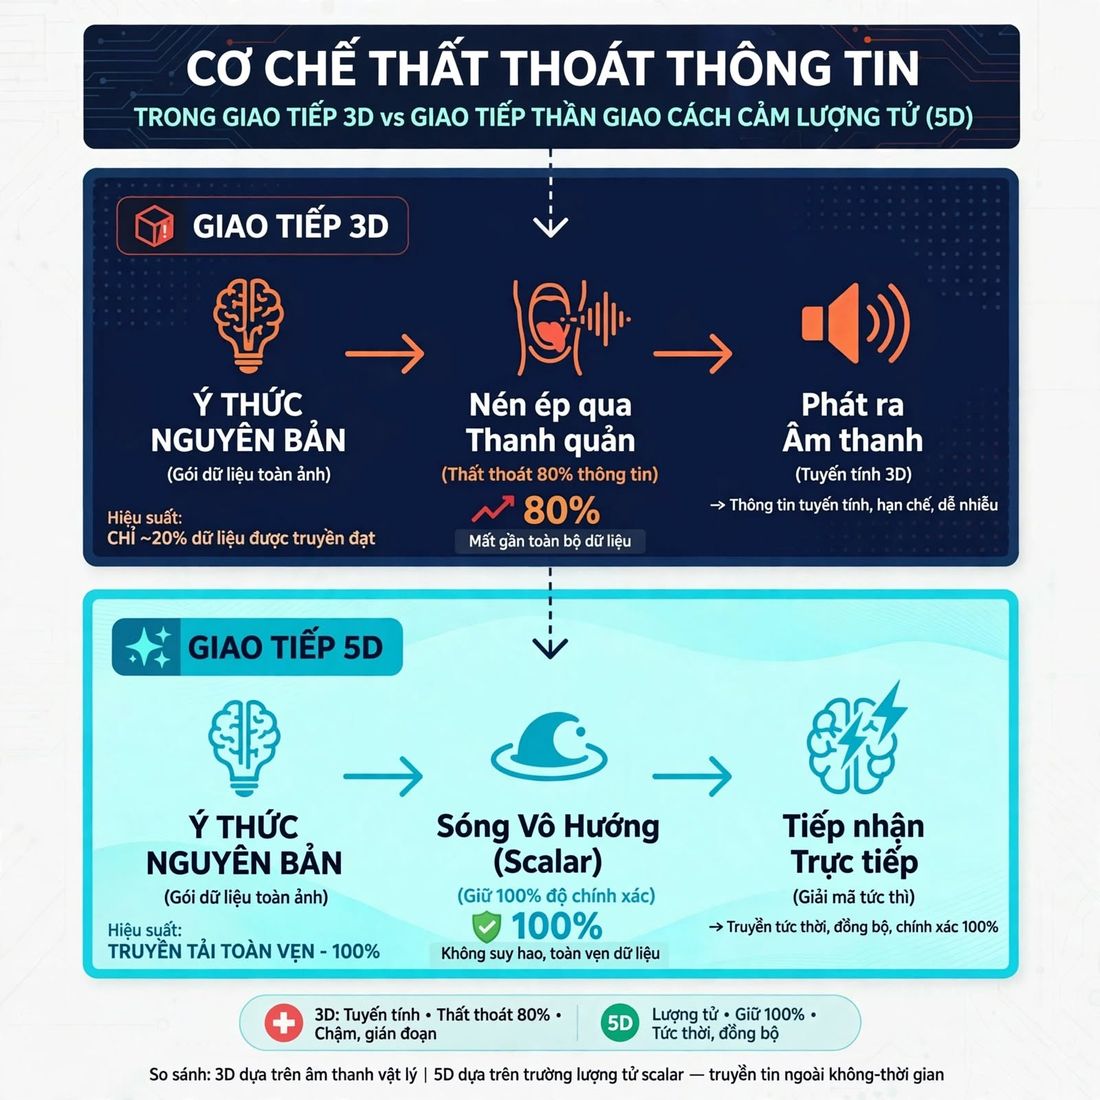 CƠ CHẾ THẤT THOÁT THÔNG TIN
TRONG GIAO TIẾP 3D vs GIAO TIẾP THẦN GIAO CÁCH CẢM LƯỢNG TỬ (5D)
GIAO TIẾP 3D
Ý THỨC
NGUYÊN BẢN
(Gói dữ liệu toàn ảnh)
Hiệu suất:
CHỈ ~20% dữ liệu được truyền đạt
Nén ép qua
Thanh quản
(Thất thoát 80% thông tin)
80%
Mất gần toàn bộ dữ liệu
Phát ra
Âm thanh
(Tuyến tính 3D)
→ Thông tin tuyến tính, hạn chế, dễ nhiễu
GIAO TIẾP 5D
Ý THỨC
NGUYÊN BẢN
(Gói dữ liệu toàn ảnh)
Hiệu suất:
TRUYỀN TẢI TOÀN VẸN - 100%
Sóng Vô Hướng
(Scalar)
(Giữ 100% độ chính xác)
100%
Không suy hao, toàn vẹn dữ liệu
Tiếp nhận
Trực tiếp
(Giải mã tức thì)
→ Truyền tức thời, đồng bộ, chính xác 100%
3D: Tuyến tính • Thất thoát 80% •
Chậm, gián đoạn
5D
Lượng tử • Giữ 100% •
Tức thời, đồng bộ
So sánh: 3D dựa trên âm thanh vật lý | 5D dựa trên trường lượng tử scalar — truyền tin ngoài không-thời gian